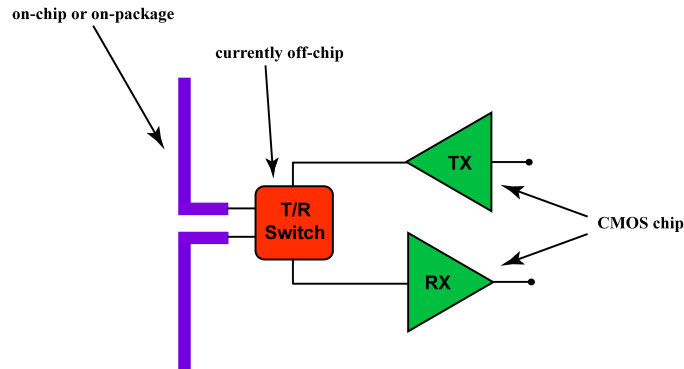 on-chip or on-package
currently off-chip
TX
T/R
Switch
CMOS chip
RX